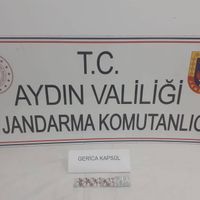 T.C.
AYDIN VALİLİĞİ
JANDARMA KOMUTANLIĞ
GERİCA KAPSÜL